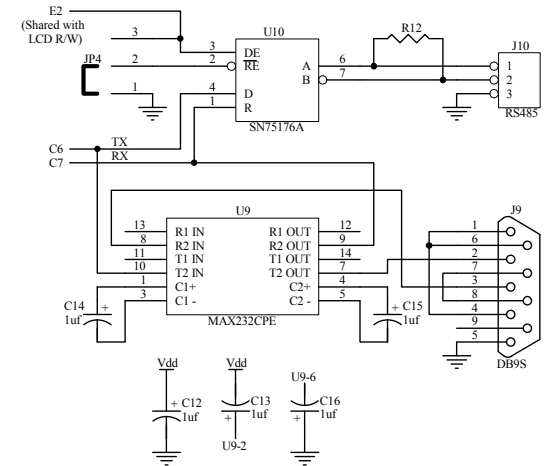 E2
(Shared with
LCD R/W)
JP4
3
2
1
U10
3
2
4
1
DE
RE
D
R
A
B
6
7
SN75176A
R12
J10
1
2
3
RS485
C6
TX
C7
RX
U9
13
8
11
10
1
3
R1 IN
R2 IN
T1 IN
T2 IN
C1+
C1 -
R1 OUT
R2 OUT
T1 OUT
T2 OUT
C2+
C2 -
12
9
14
7
4
5
MAX232CPE
C14
1uf
+
+
C15
1uf
J9
1
6
2
7
3
8
4
9
5
DB9S
Vdd
+ C12
1uf
Vdd
C13
1uf
+
U9-2
U9-6
C16
1uf
+